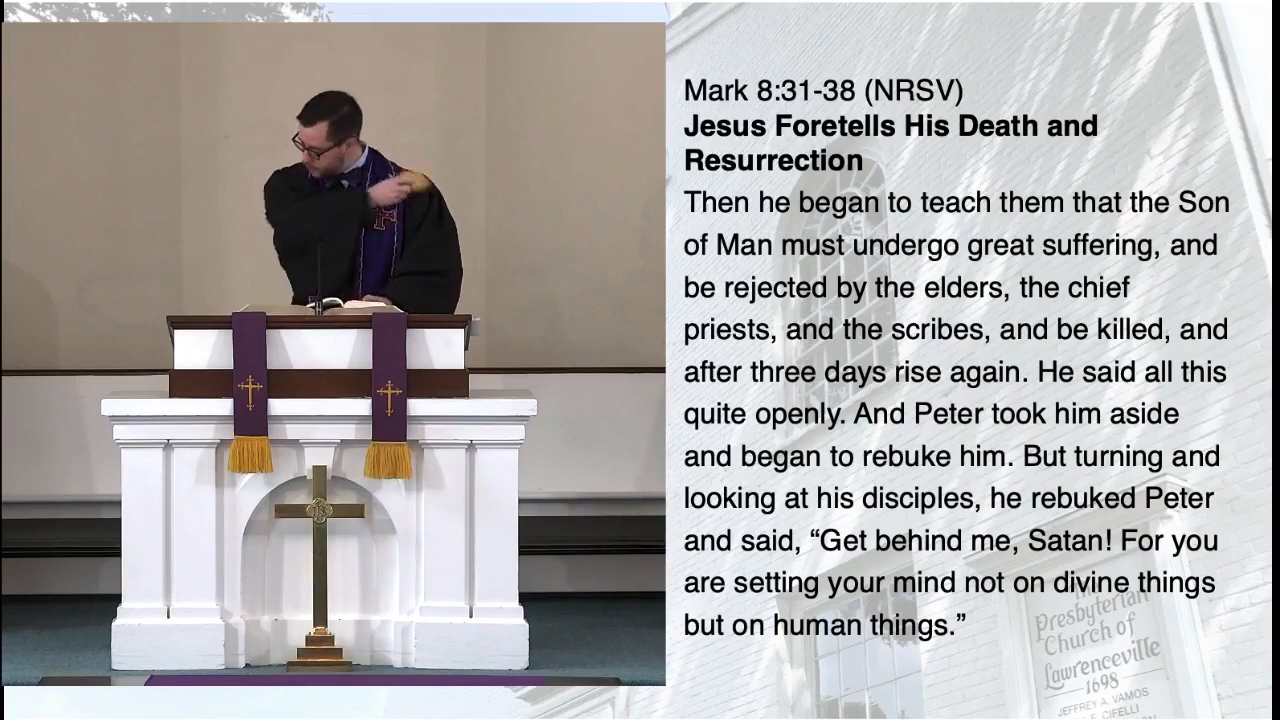 Mark 8:31-38 (NRSV)
Jesus Foretells His Death and
Resurrection
Then he began to teach them that the Son
of Man must undergo great suffering, and
be rejected by the elders, the chief
priests, and the scribes, and be killed, and
after three days rise again. He said all this
quite openly. And Peter took him aside
and began to rebuke him. But turning and
looking at his disciples, he rebuked Peter
and said, “Get behind me, Satan! For you
are setting your mind not on divine things
but on human things.”
Presbyterian
Church of
Lawrenceville
1698
JEFFREY A. VAMOS
CIFELLI